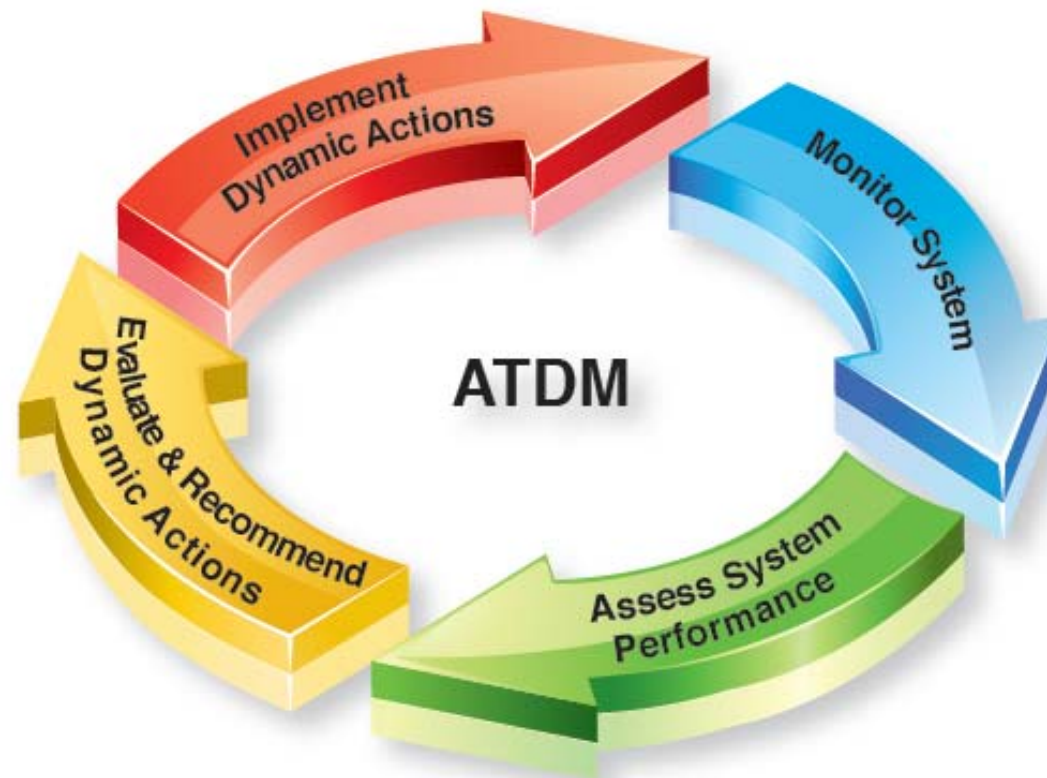 Implement
Dynamic Actions
Monitor System
ATDM
Evaluate & Recommend
Dynamic Actions
Assess System
Performance